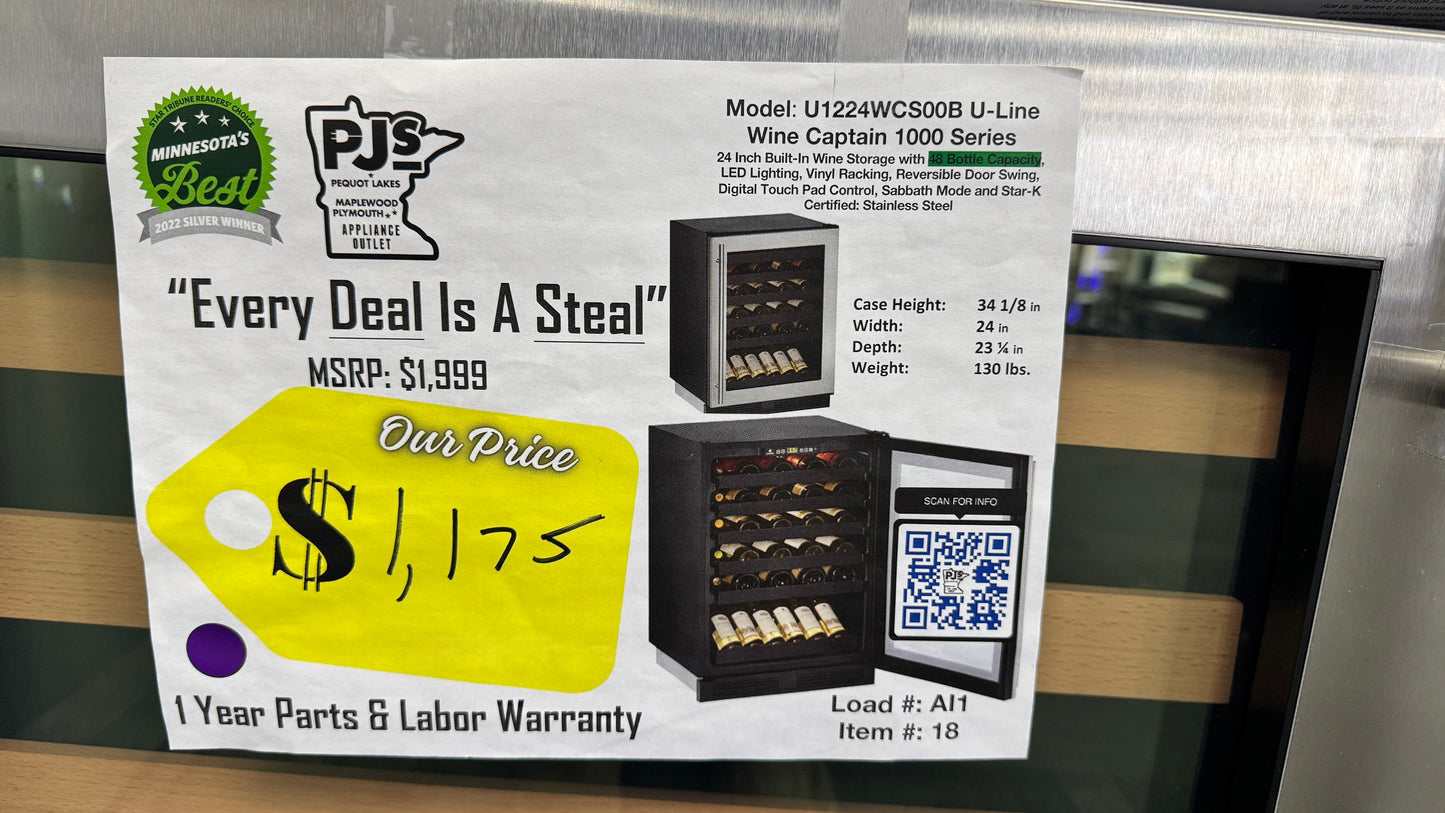 STAR TRIBUNE READERS' CHOICE
MINNESOTA'S
Best
2022 SILVER WINNER
PJS
PEQUOT LAKES
MAPLEWOOD
PLYMOUTH
APPLIANCE
OUTLET
Model: U1224WCS00B U-Line
Wine Captain 1000 Series
24 Inch Built-In Wine Storage with 48 Bottle Capacity,
LED Lighting, Vinyl Racking, Reversible Door Swing,
Digital Touch Pad Control, Sabbath Mode and Star-K
Certified: Stainless Steel
"Every Deal Is A Steal"
MSRP: $1,999
Our Price
$1,175
Case Height: 34 1/8 in
Width: 24 in
Depth: 23 ¼ in
Weight: 130 lbs.
SCAN FOR INFO
PJS
1 Year Parts & Labor Warranty
Load #: AI1
Item #: 18